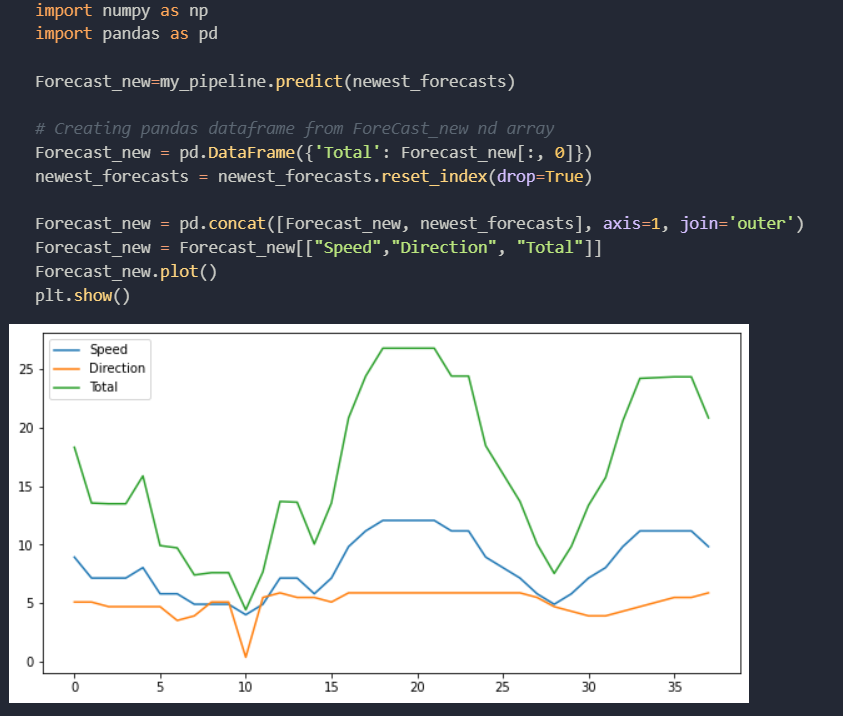 import numpy as np
import pandas as pd
Forecast_new=my_pipeline.predict(newest_forecasts)
# Creating pandas dataframe from ForeCast_new nd array
Forecast_new = pd.DataFrame({'Total': Forecast_new[:, 0]})
newest_forecasts = newest_forecasts.reset_index(drop=True)
Forecast_new = pd.concat([Forecast_new, newest_forecasts], axis=1, join='outer')
Forecast_new = Forecast_new[["Speed","Direction", "Total"]]
Forecast_new.plot()
plt.show()
Speed
Direction
Total
25
20
15
10
5
0
0 5 10 15 20 25 30 35